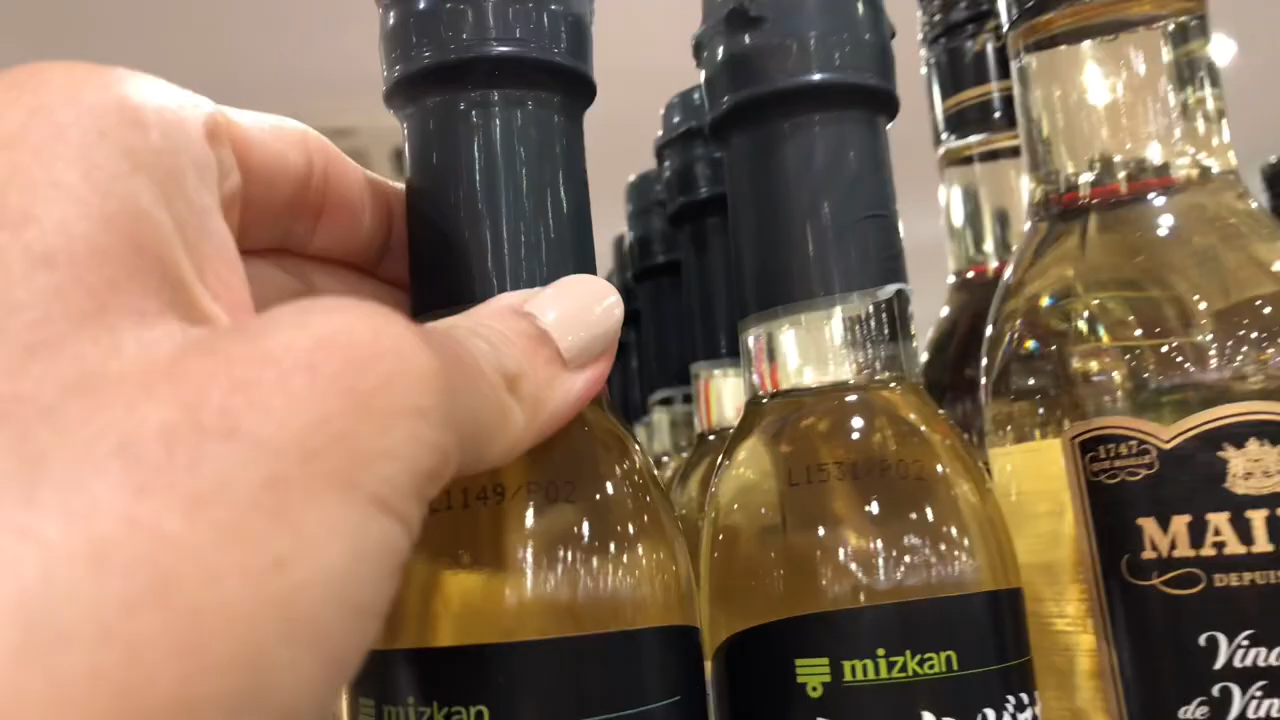 L1149/P02
mizkan
L1531/P02
mizkan
1747
MAI
DEPUIS
Vina
de Vin